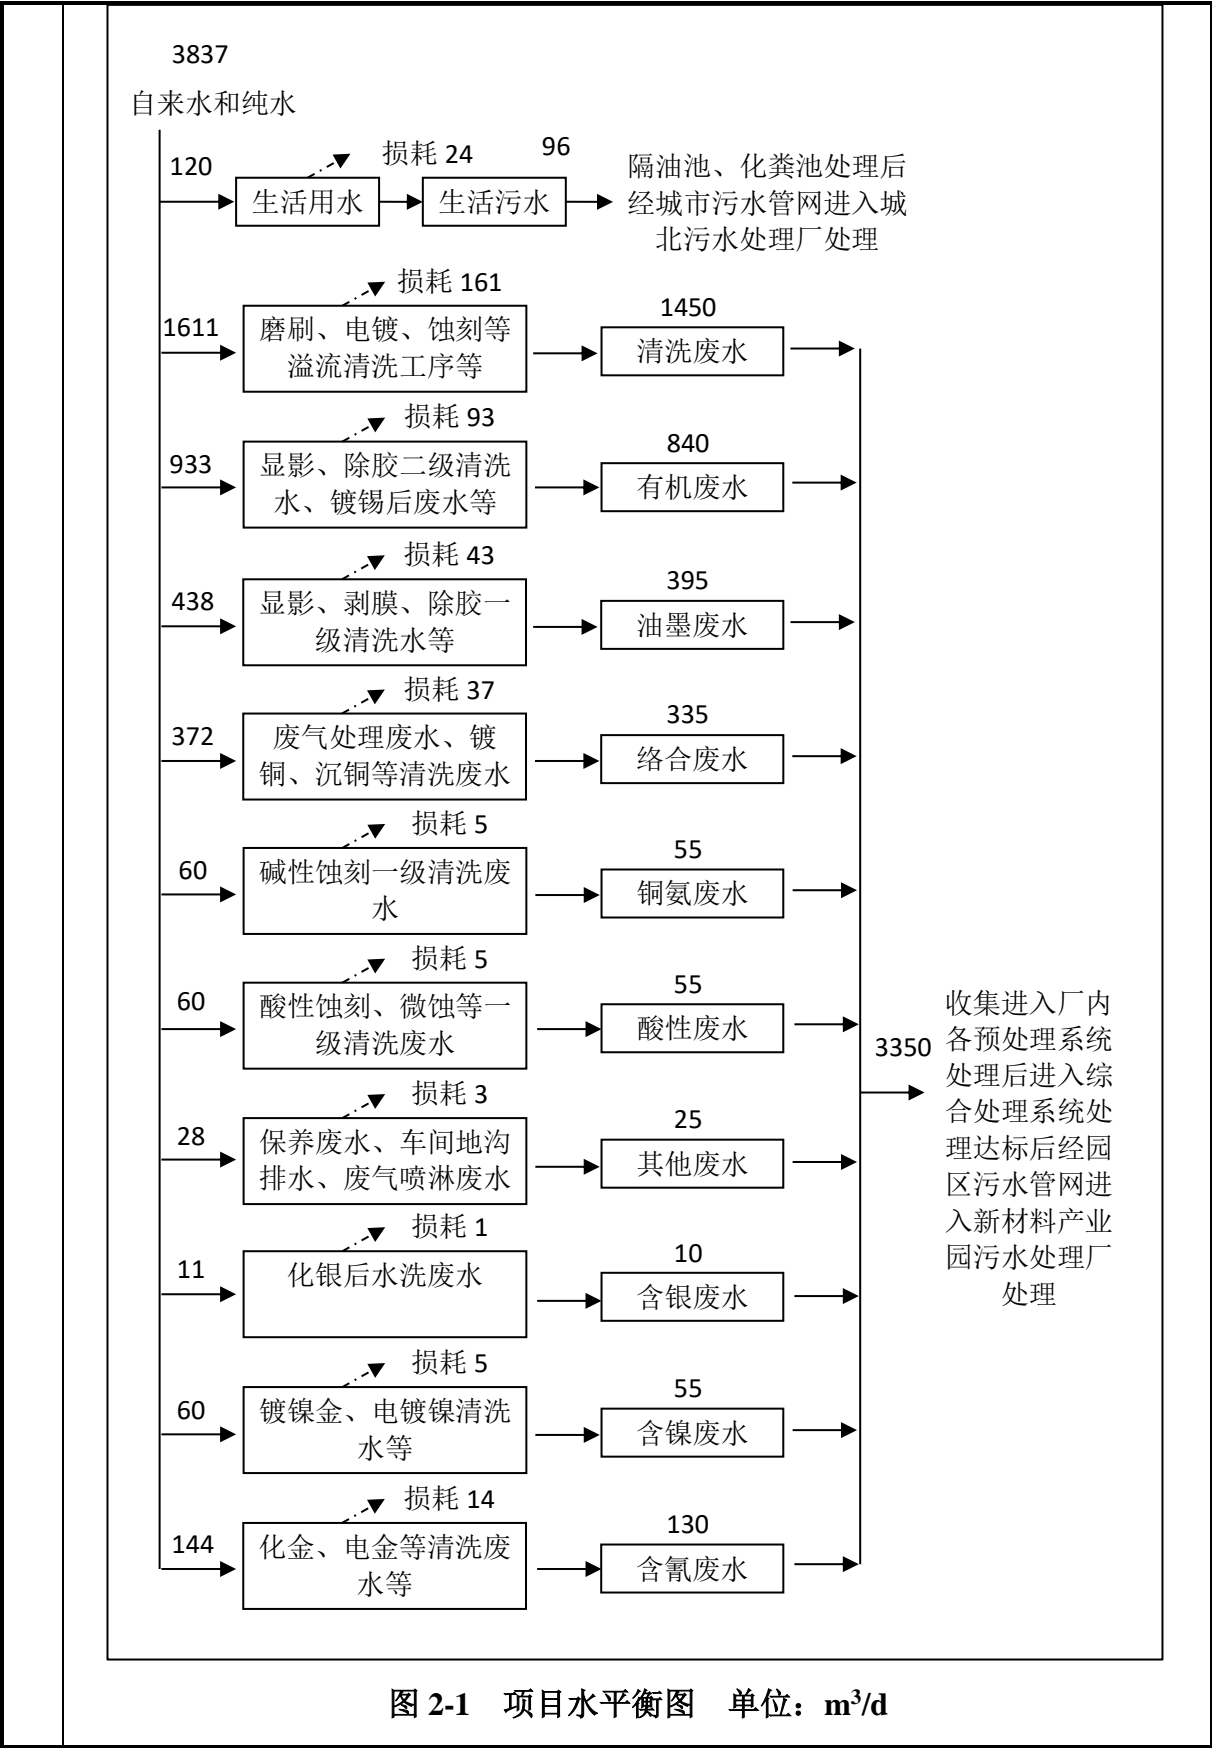 3837
自来水和纯水
120
损耗 24
96
生活用水
生活污水
隔油池、化粪池处理后
经城市污水管网进入城
北污水处理厂处理
损耗 161
1611
磨刷、电镀、蚀刻等
溢流清洗工序等
1450
清洗废水
损耗 93
933
显影、除胶二级清洗
水、镀锡后废水等
840
有机废水
损耗 43
438
显影、剥膜、除胶一
级清洗水等
395
油墨废水
损耗 37
372
废气处理废水、镀
铜、沉铜等清洗废水
335
络合废水
损耗 5
60
碱性蚀刻一级清洗废
水
55
铜氨废水
损耗 5
60
酸性蚀刻、微蚀等一
级清洗废水
55
酸性废水
3350
收集进入厂内
各预处理系统
处理后进入综
合处理系统处
理达标后经园
区污水管网进
入新材料产业
园污水处理厂
处理
损耗 3
28
保养废水、车间地沟
排水、废气喷淋废水
25
其他废水
损耗 1
11
化银后水洗废水
10
含银废水
损耗 5
60
镀镍金、电镀镍清洗
水等
55
含镍废水
损耗 14
144
化金、电金等清洗废
水等
130
含氰废水
图 2-1 项目水平衡图 单位：m³/d